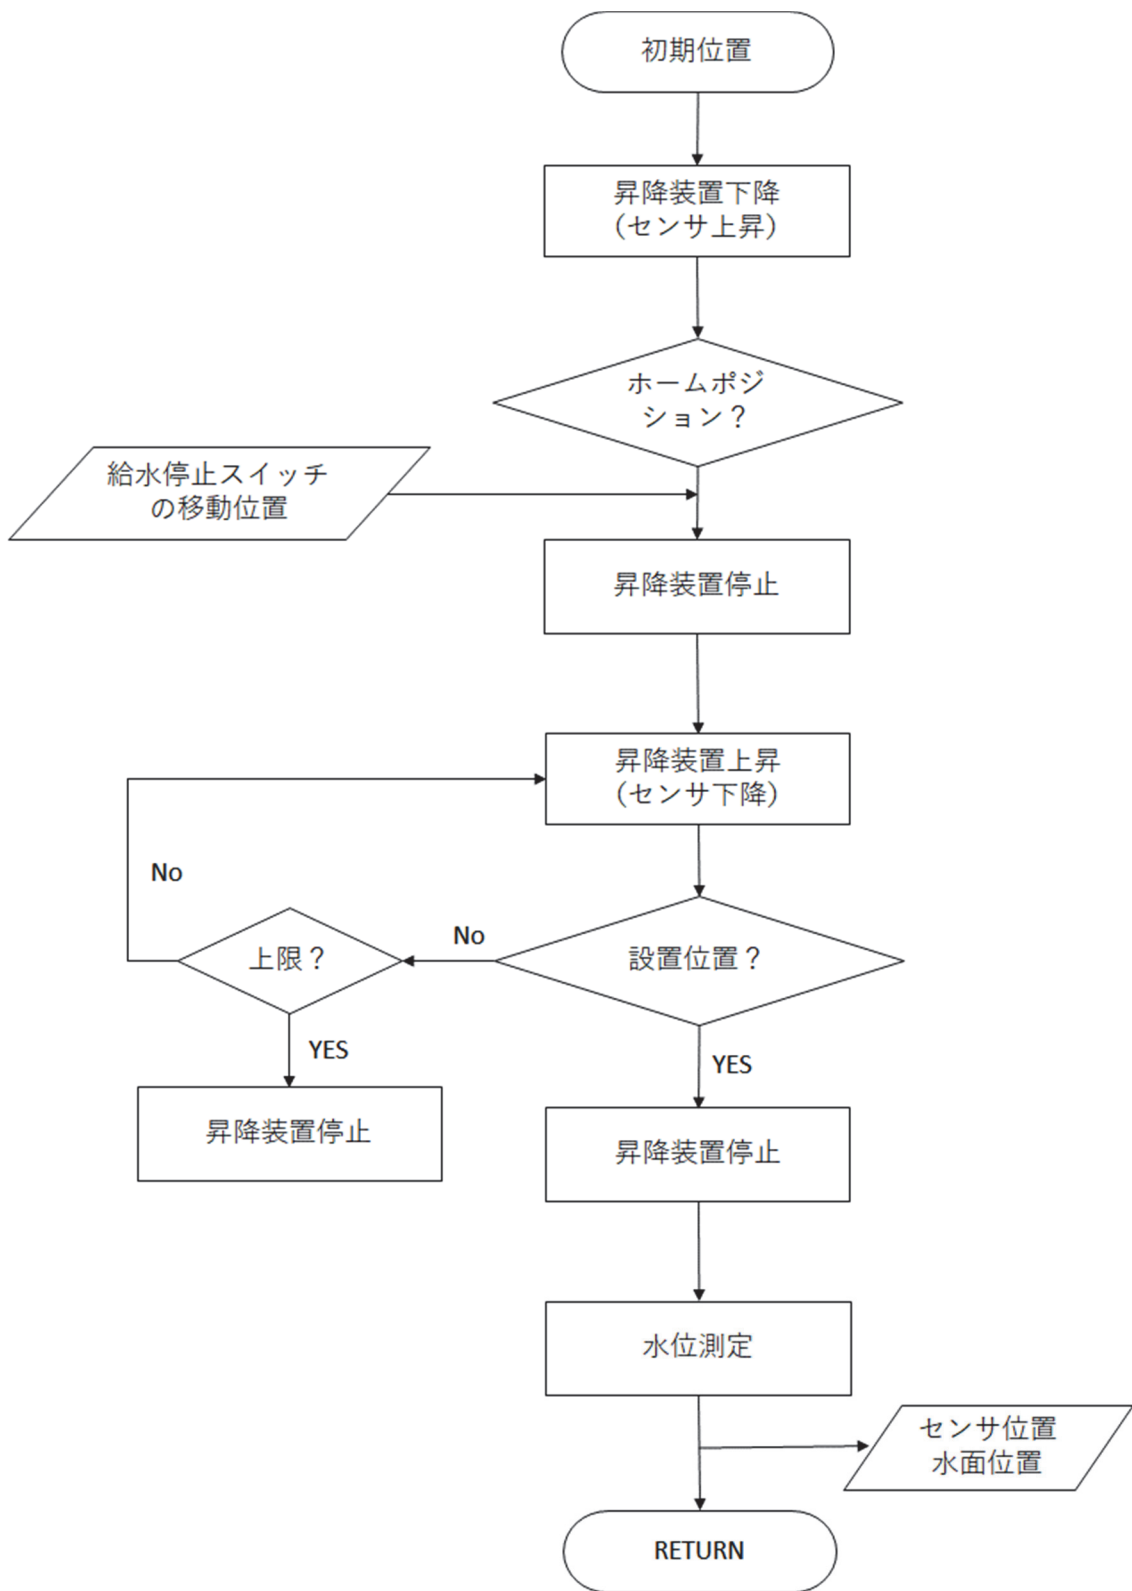 初期位置
昇降装置下降
（センサ上昇）
ホームポジ
ション？
給水停止スイッチ
の移動位置
昇降装置停止
昇降装置上昇
（センサ下降）
No
No
上限？
設置位置？
YES
YES
昇降装置停止
昇降装置停止
水位測定
センサ位置
水面位置
RETURN